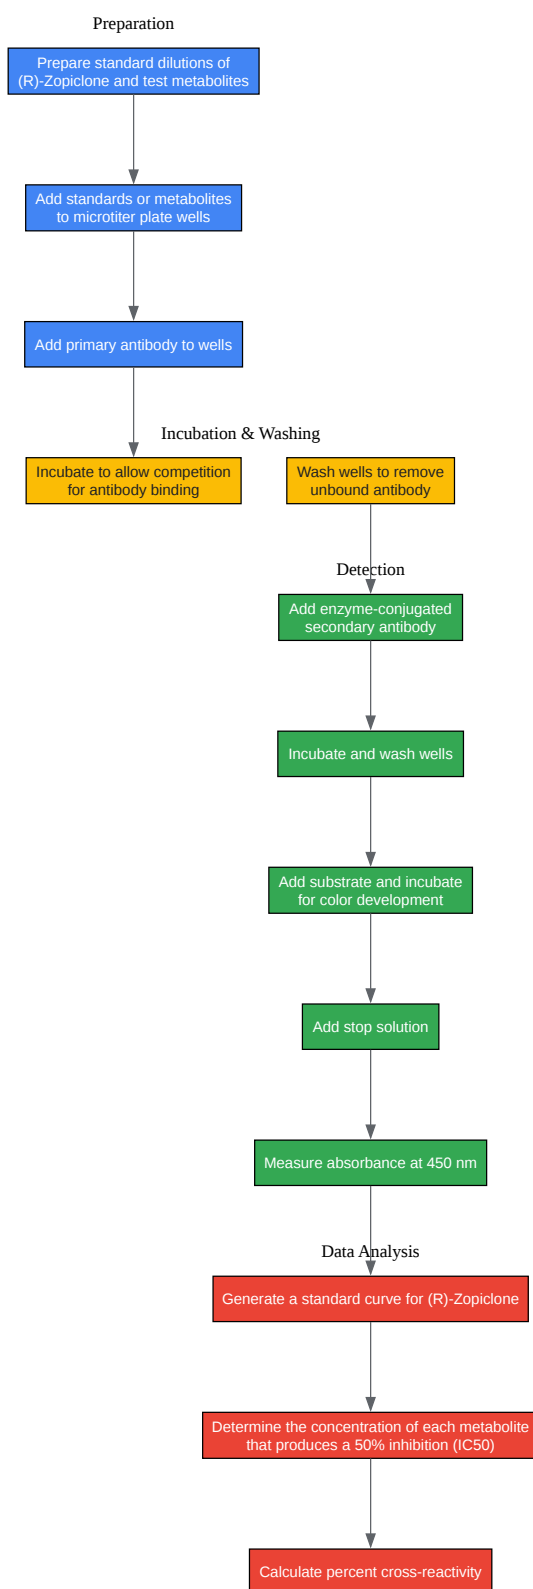 Preparation
Prepare standard dilutions of
(R)-Zopiclone and test metabolites
Add standards or metabolites
to microtiter plate wells
Add primary antibody to wells
Incubation & Washing
Incubate to allow competition
for antibody binding
Wash wells to remove
unbound antibody
Detection
Add enzyme-conjugated
secondary antibody
Incubate and wash wells
Add substrate and incubate
for color development
Add stop solution
Measure absorbance at 450 nm
Data Analysis
Generate a standard curve for (R)-Zopiclone
Determine the concentration of each metabolite
that produces a 50% inhibition (IC50)
Calculate percent cross-reactivity